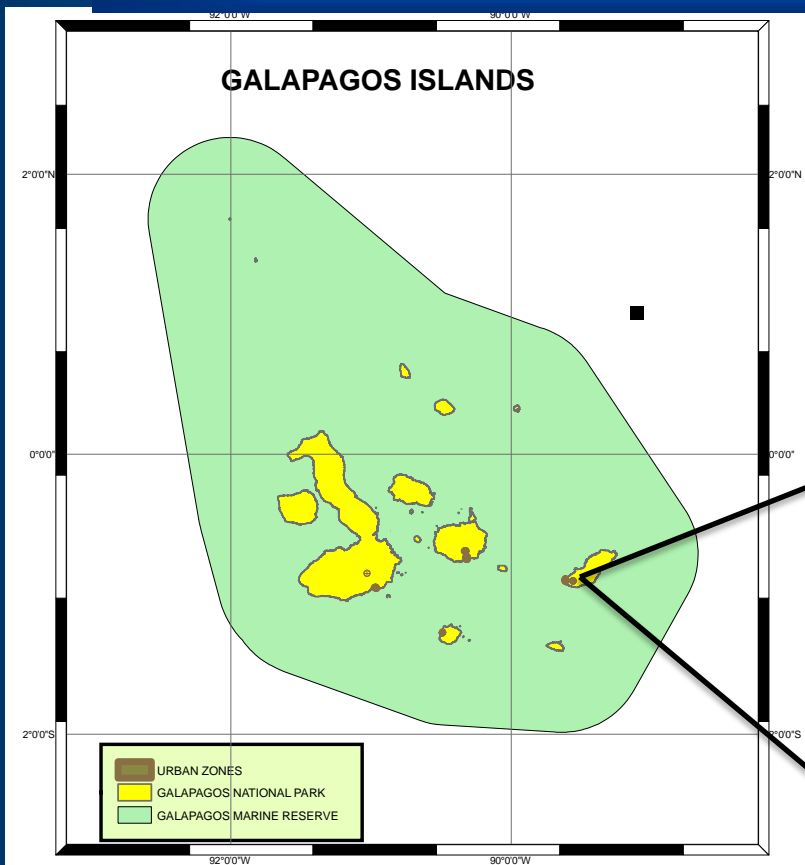 92°0'0"W 90°0'0"W
GALAPAGOS ISLANDS
2°0'0"N 2°0'0"N
0°0'0" 0°0'0"
2°0'0"S 2°0'0"S
URBAN ZONES
GALAPAGOS NATIONAL PARK
GALAPAGOS MARINE RESERVE
92°0'0"W 90°0'0"W